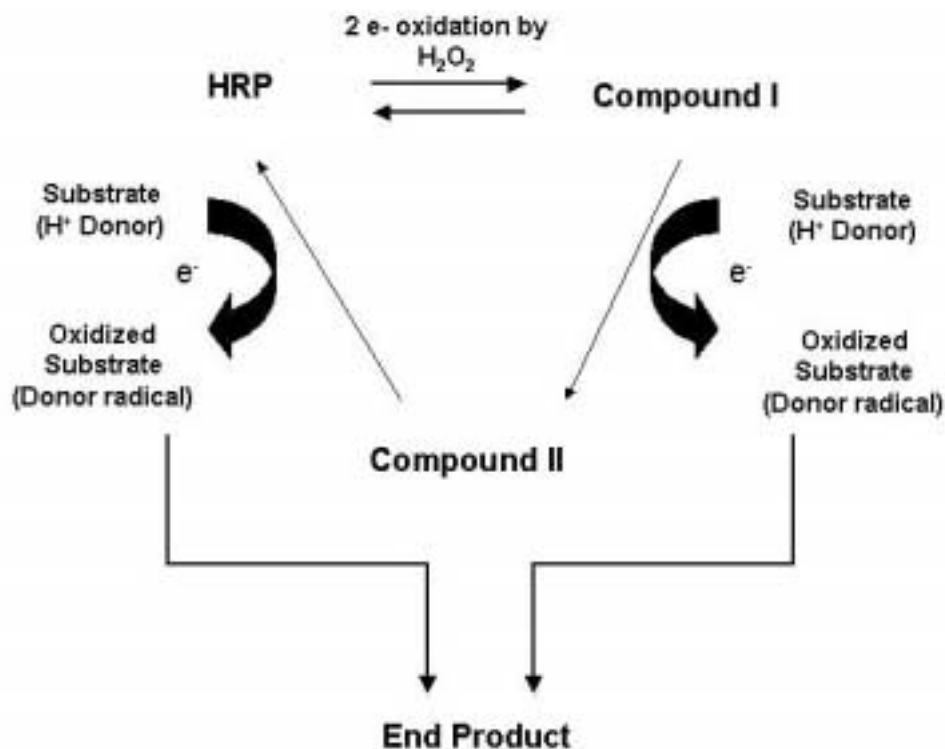 2 e- oxidation by
H₂O₂
HRP
Compound I
Substrate
(H⁺ Donor)
e⁻
Oxidized
Substrate
(Donor radical)
Substrate
(H⁺ Donor)
e⁻
Oxidized
Substrate
(Donor radical)
Compound II
End Product